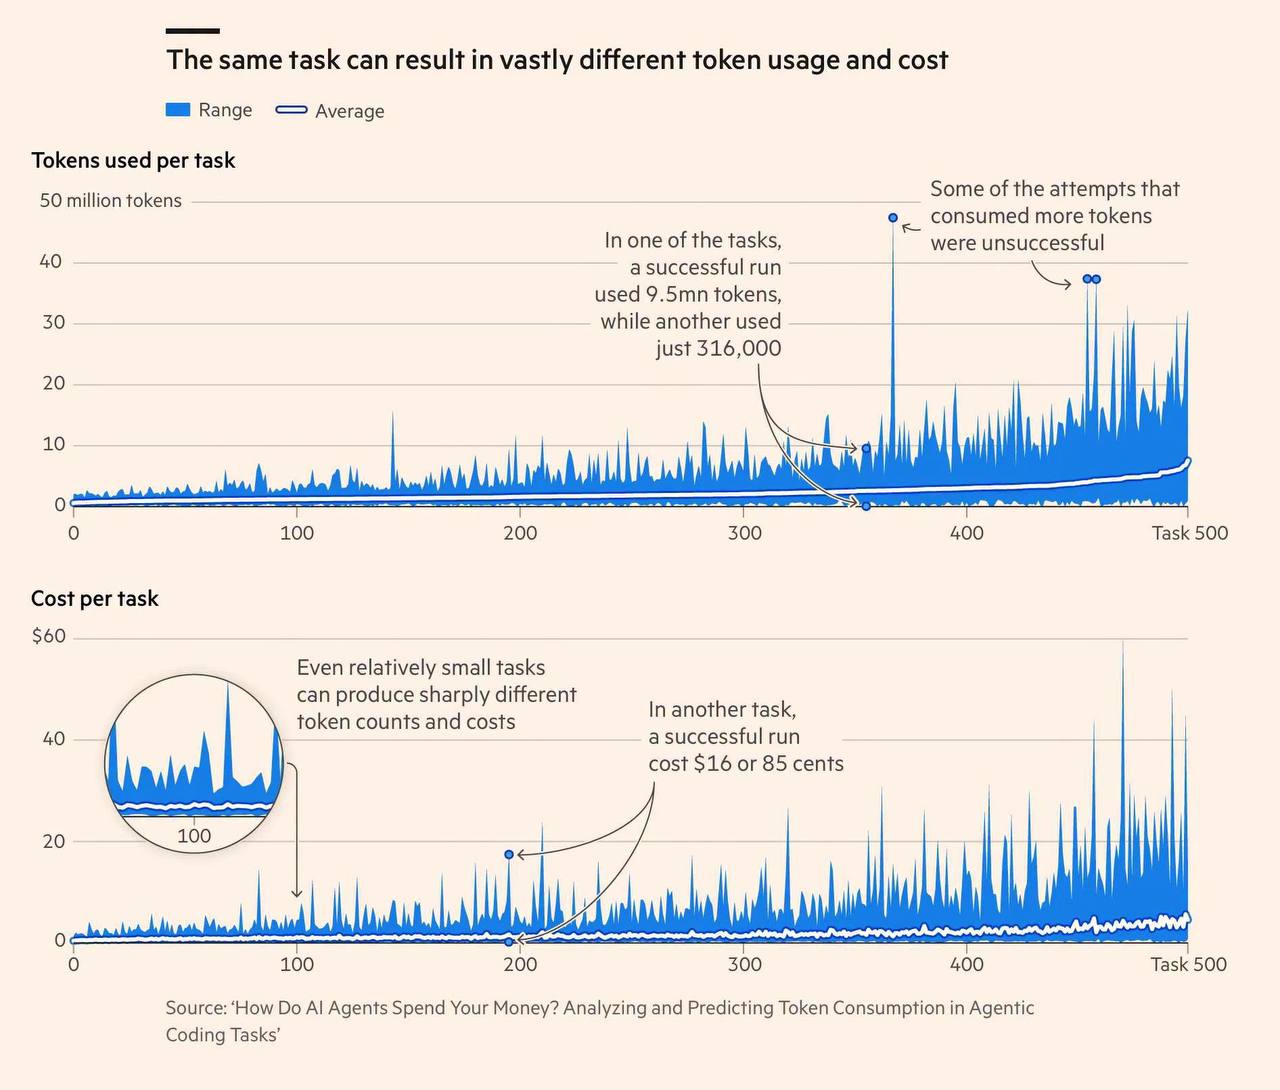 The same task can result in vastly different token usage and cost
Range
Average
Tokens used per task
50 million tokens
40
30
20
10
0
Some of the attempts that
consumed more tokens
were unsuccessful
In one of the tasks,
a successful run
used 9.5mn tokens,
while another used
just 316,000
0
100
200
300
400
Task 500
Cost per task
$60
40
20
0
Even relatively small tasks
can produce sharply different
token counts and costs
100
In another task,
a successful run
cost $16 or 85 cents
0
100
200
300
400
Task 500
Source: ‘How Do AI Agents Spend Your Money? Analyzing and Predicting Token Consumption in Agentic
Coding Tasks’